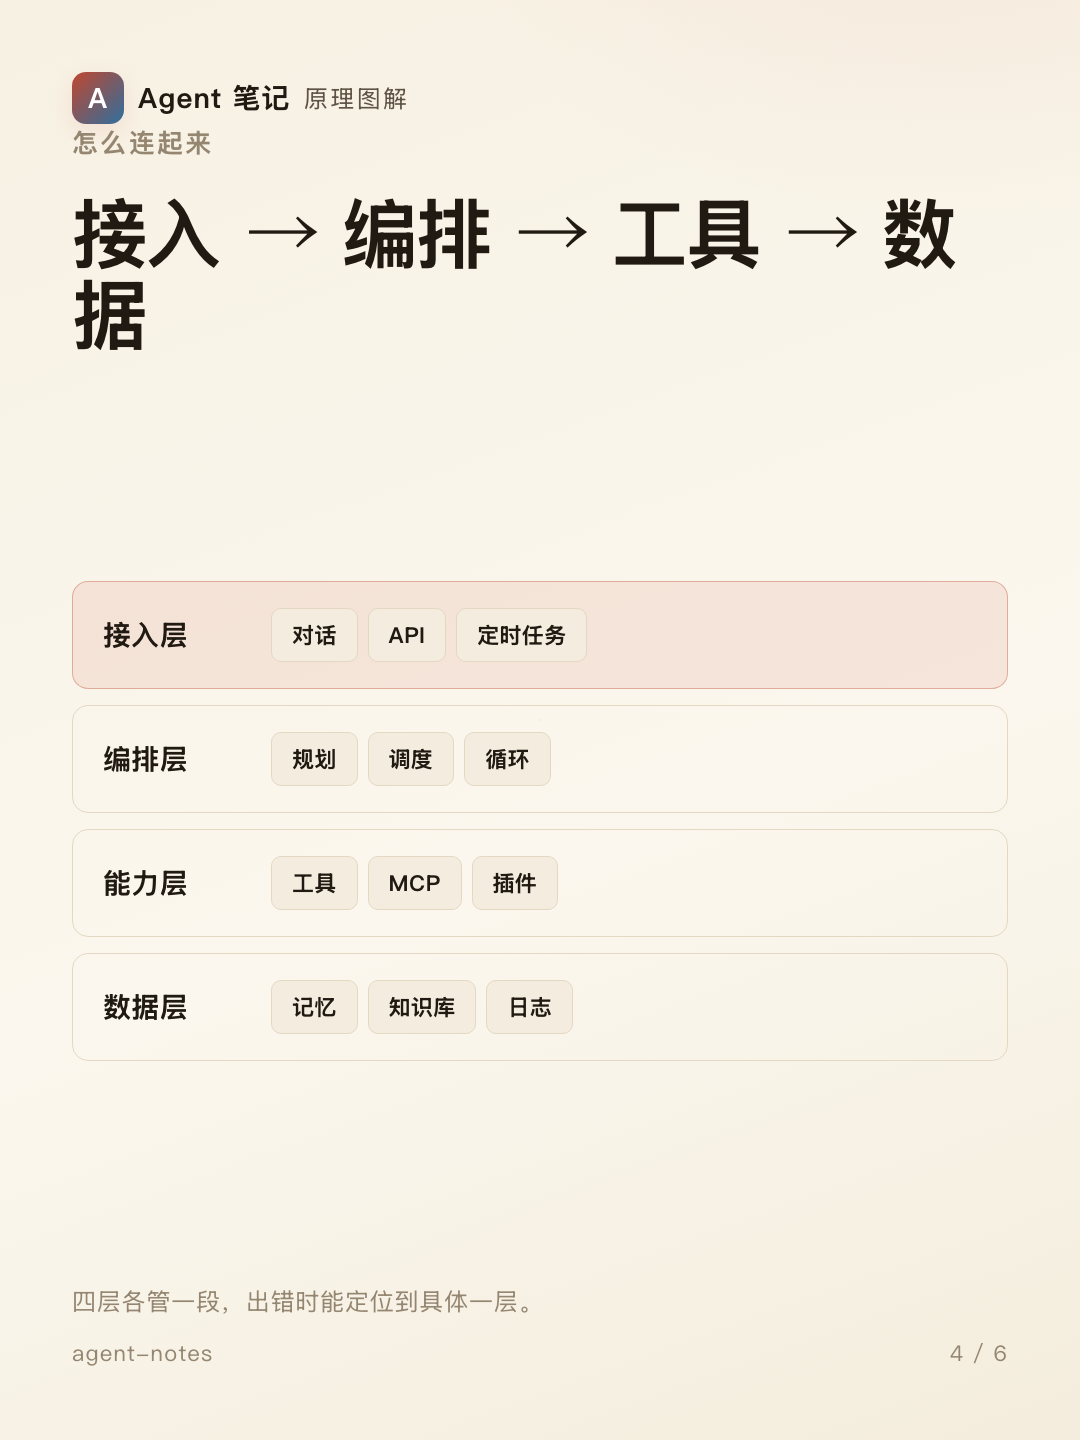 A Agent 笔记 原理图解
怎么连起来
接入 → 编排 → 工具 → 数
据
接入层 对话 API 定时任务
编排层 规划 调度 循环
能力层 工具 MCP 插件
数据层 记忆 知识库 日志
四层各管一段，出错时能定位到具体一层。
agent-notes 4 / 6